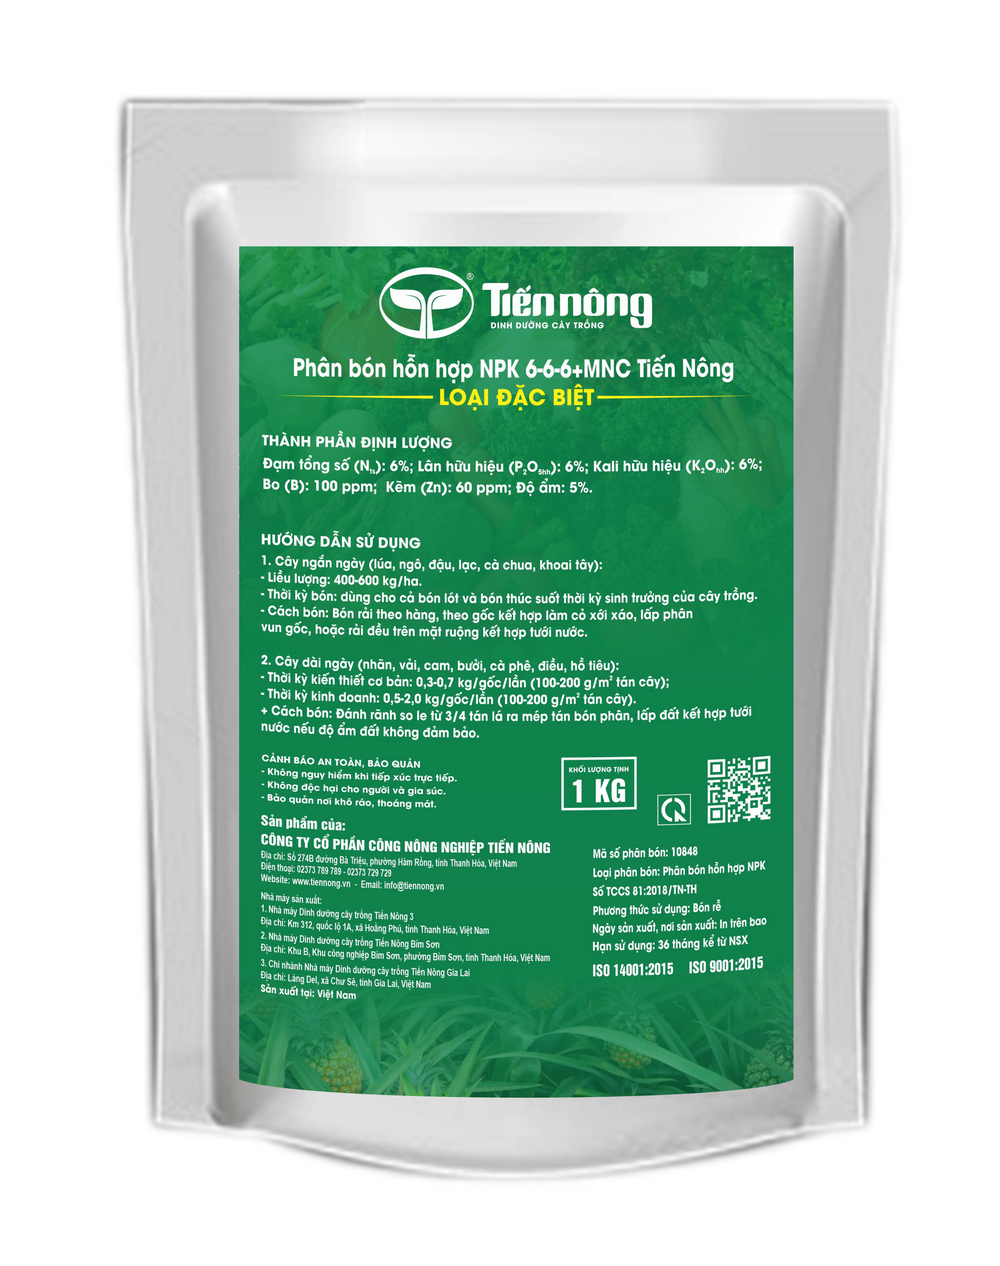 ®
Tiến nông
DINH DƯỠNG CÂY TRỒNG
Phân bón hỗn hợp NPK 6-6-6+MNC Tiến Nông
LOẠI ĐẶC BIỆT
THÀNH PHẦN ĐỊNH LƯỢNG
Đạm tổng số (Nts): 6%; Lân hữu hiệu (P2O5hh): 6%; Kali hữu hiệu (K2Ohh): 6%;
Bo (B): 100 ppm; Kẽm (Zn): 60 ppm; Độ ẩm: 5%.
HƯỚNG DẪN SỬ DỤNG
1. Cây ngắn ngày (lúa, ngô, đậu, lạc, cà chua, khoai tây):
- Liều lượng: 400-600 kg/ha.
- Thời kỳ bón: dùng cho cả bón lót và bón thúc suốt thời kỳ sinh trưởng của cây trồng.
- Cách bón: Bón rải theo hàng, theo gốc kết hợp làm cỏ xới xáo, lấp phân
vun gốc, hoặc rải đều trên mặt ruộng kết hợp tưới nước.
2. Cây dài ngày (nhãn, vải, cam, bưởi, cà phê, điều, hồ tiêu):
- Thời kỳ kiến thiết cơ bản: 0,3-0,7 kg/gốc/lần (100-200 g/m² tán cây);
- Thời kỳ kinh doanh: 0,5-2,0 kg/gốc/lần (100-200 g/m² tán cây).
+ Cách bón: Đánh rãnh so le từ 3/4 tán lá ra mép tán bón phân, lấp đất kết hợp tưới
nước nếu độ ẩm đất không đảm bảo.
CẢNH BÁO AN TOÀN, BẢO QUẢN
- Không nguy hiểm khi tiếp xúc trực tiếp.
- Không độc hại cho người và gia súc.
- Bảo quản nơi khô ráo, thoáng mát.
KHỐI LƯỢNG TỊNH
1 KG
Sản phẩm của:
CÔNG TY CỔ PHẦN CÔNG NÔNG NGHIỆP TIẾN NÔNG
Địa chỉ: Số 274B đường Bà Triệu, phường Hàm Rồng, tỉnh Thanh Hóa, Việt Nam
Điện thoại: 02373 789 789 - 02373 729 729
Website: www.tiennong.vn - Email: info@tiennong.vn
Nhà máy sản xuất:
1. Nhà máy Dinh dưỡng cây trồng Tiến Nông 3
Địa chỉ: Km 312, quốc lộ 1A, xã Hoằng Phú, tỉnh Thanh Hóa, Việt Nam
2. Nhà máy Dinh dưỡng cây trồng Tiến Nông Bỉm Sơn
Địa chỉ: Khu B, Khu công nghiệp Bỉm Sơn, phường Bỉm Sơn, tỉnh Thanh Hóa, Việt Nam
3. Chi nhánh Nhà máy Dinh dưỡng cây trồng Tiến Nông Gia Lai
Địa chỉ: Làng Del, xã Chư Sê, tỉnh Gia Lai, Việt Nam
Sản xuất tại: Việt Nam
Mã số phân bón: 10848
Loại phân bón: Phân bón hỗn hợp NPK
Số TCCS 81:2018/TN-TH
Phương thức sử dụng: Bón rễ
Ngày sản xuất, nơi sản xuất: In trên bao
Hạn sử dụng: 36 tháng kể từ NSX
ISO 14001:2015 ISO 9001:2015